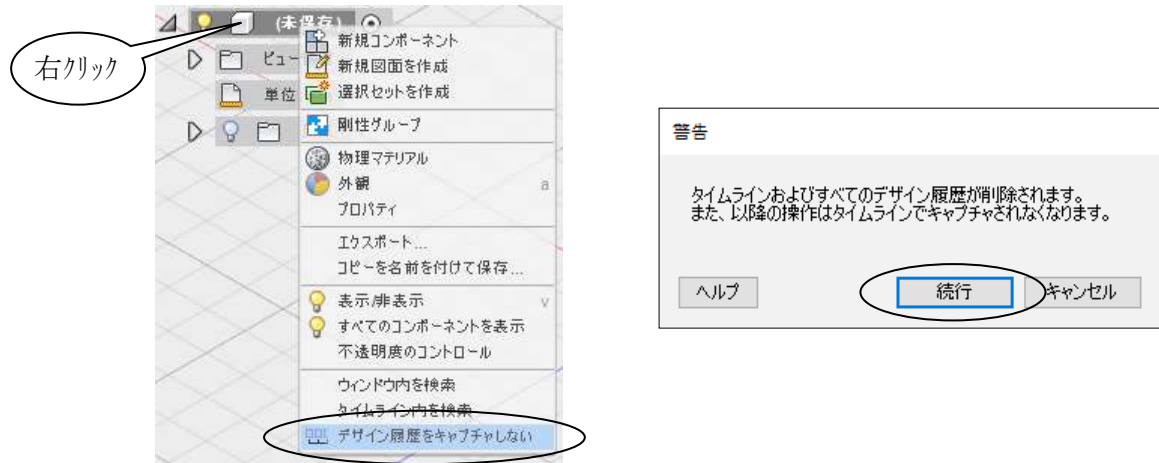 (未保存)
右クリック
ビュー
単位
新規コンポーネント
新規図面を作成
選択セットを作成
剛性グループ
物理マテリアル
外観 a
プロパティ
エクスポート...
コピーを名前を付けて保存...
表示/非表示 v
すべてのコンポーネントを表示
不透明度のコントロール
ウィンドウ内を検索
タイムライン内を検索
デザイン履歴をキャプチャしない
警告
タイムラインおよびすべてのデザイン履歴が削除されます。
また、以降の操作はタイムラインでキャプチャされなくなります。
ヘルプ
続行
キャンセル